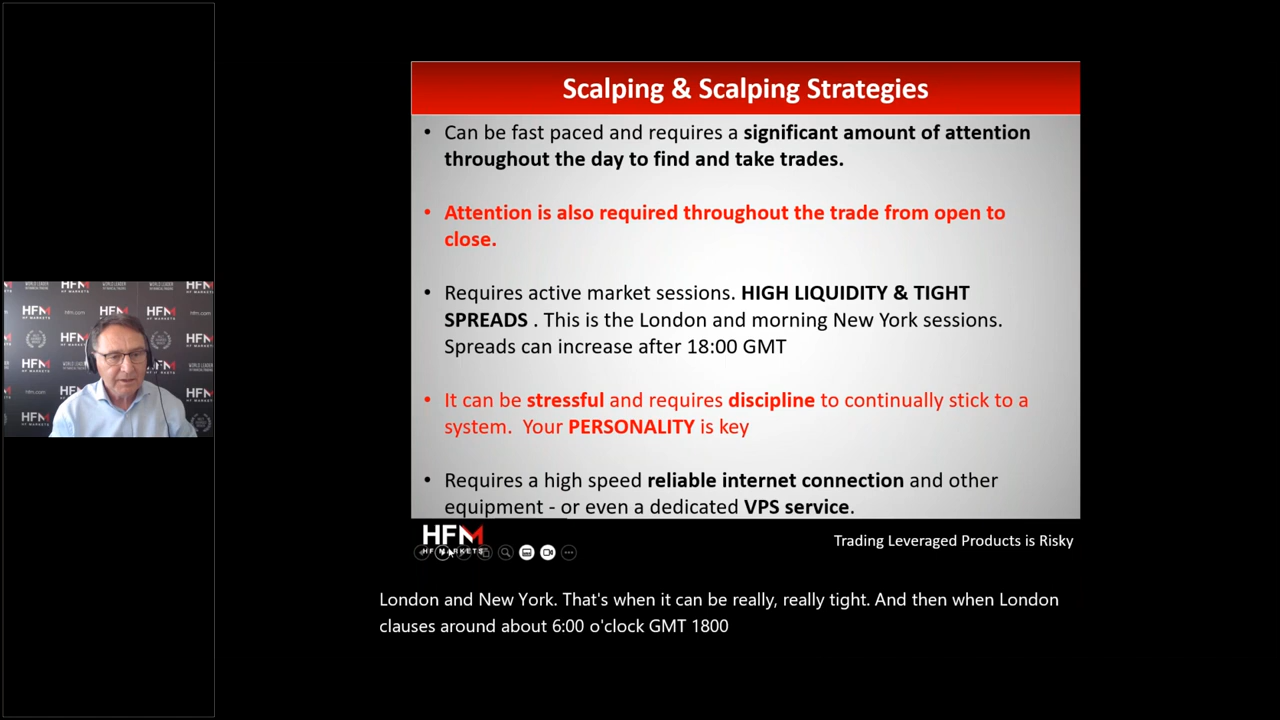 Scalping & Scalping Strategies
• Can be fast paced and requires a significant amount of attention
throughout the day to find and take trades.
• Attention is also required throughout the trade from open to
close.
• Requires active market sessions. HIGH LIQUIDITY & TIGHT
SPREADS . This is the London and morning New York sessions.
Spreads can increase after 18:00 GMT
• It can be stressful and requires discipline to continually stick to a
system. Your PERSONALITY is key
• Requires a high speed reliable internet connection and other
equipment - or even a dedicated VPS service.
HFM
HF MARKETS
Trading Leveraged Products is Risky
London and New York. That's when it can be really, really tight. And then when London
clauses around about 6:00 o'clock GMT 1800
HFM
HF MARKETS
hfm.com